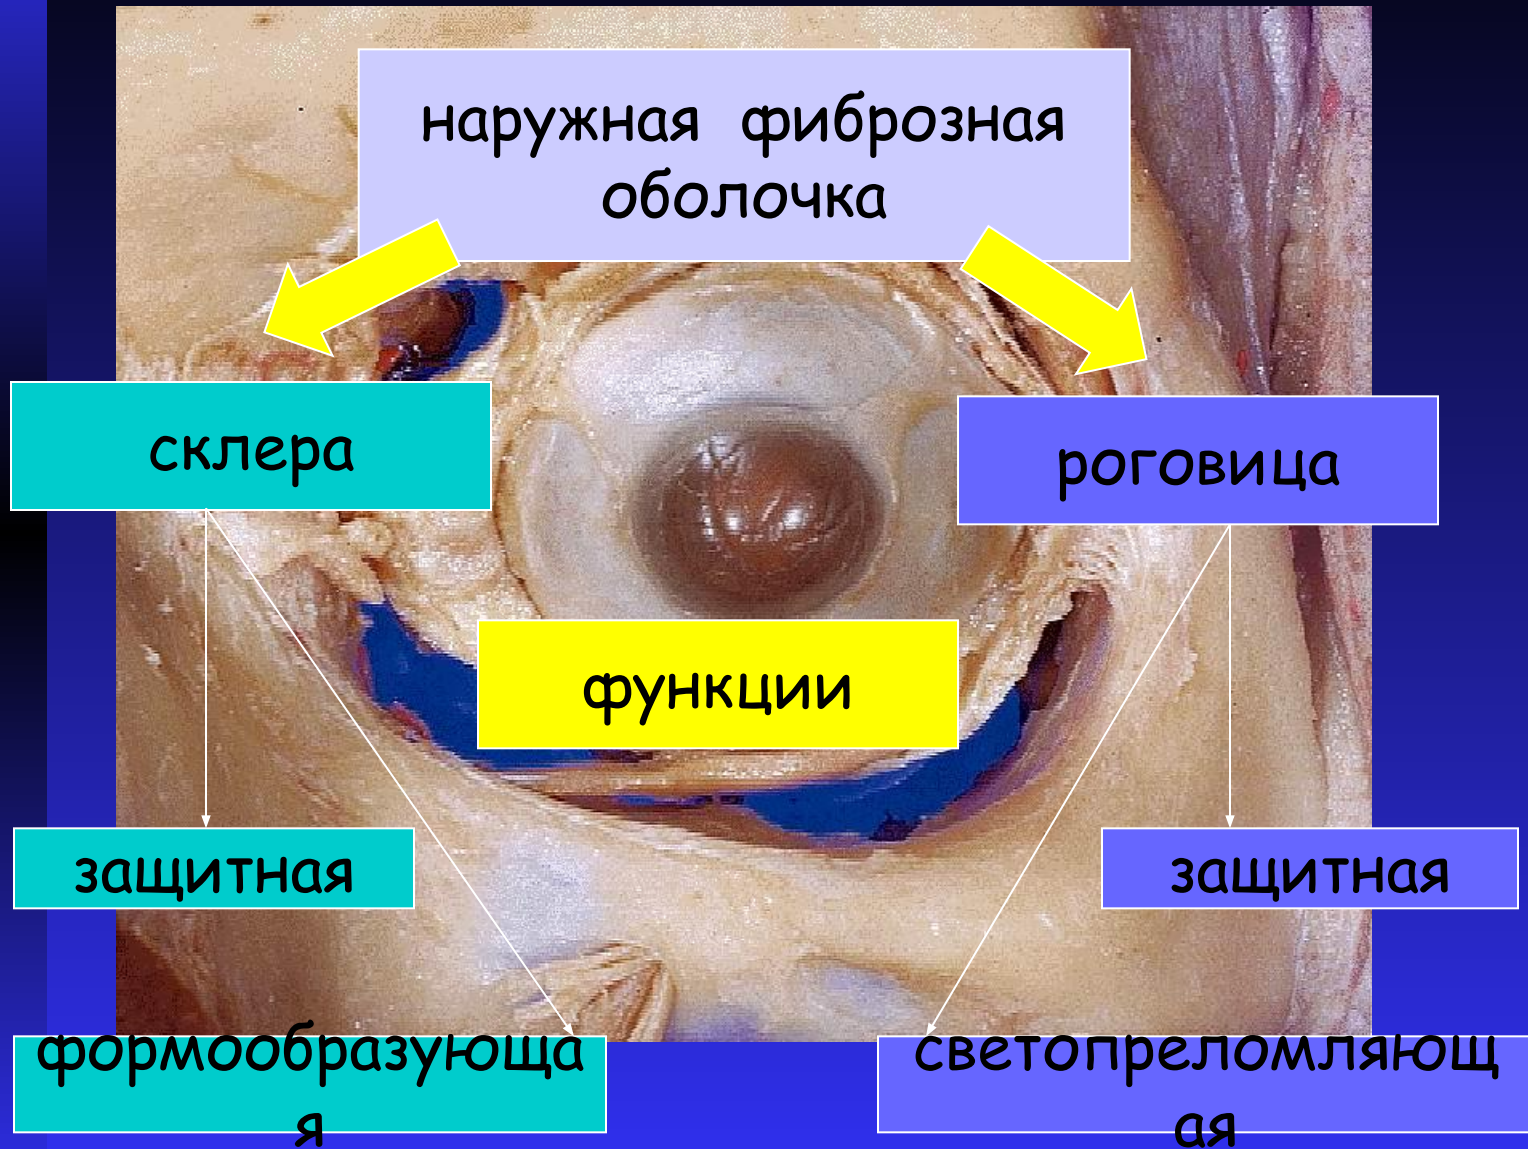 наружная фиброзная
оболочка
склера
роговица
функции
защитная
защитная
формообразующа
я
светопреломляющ
ая